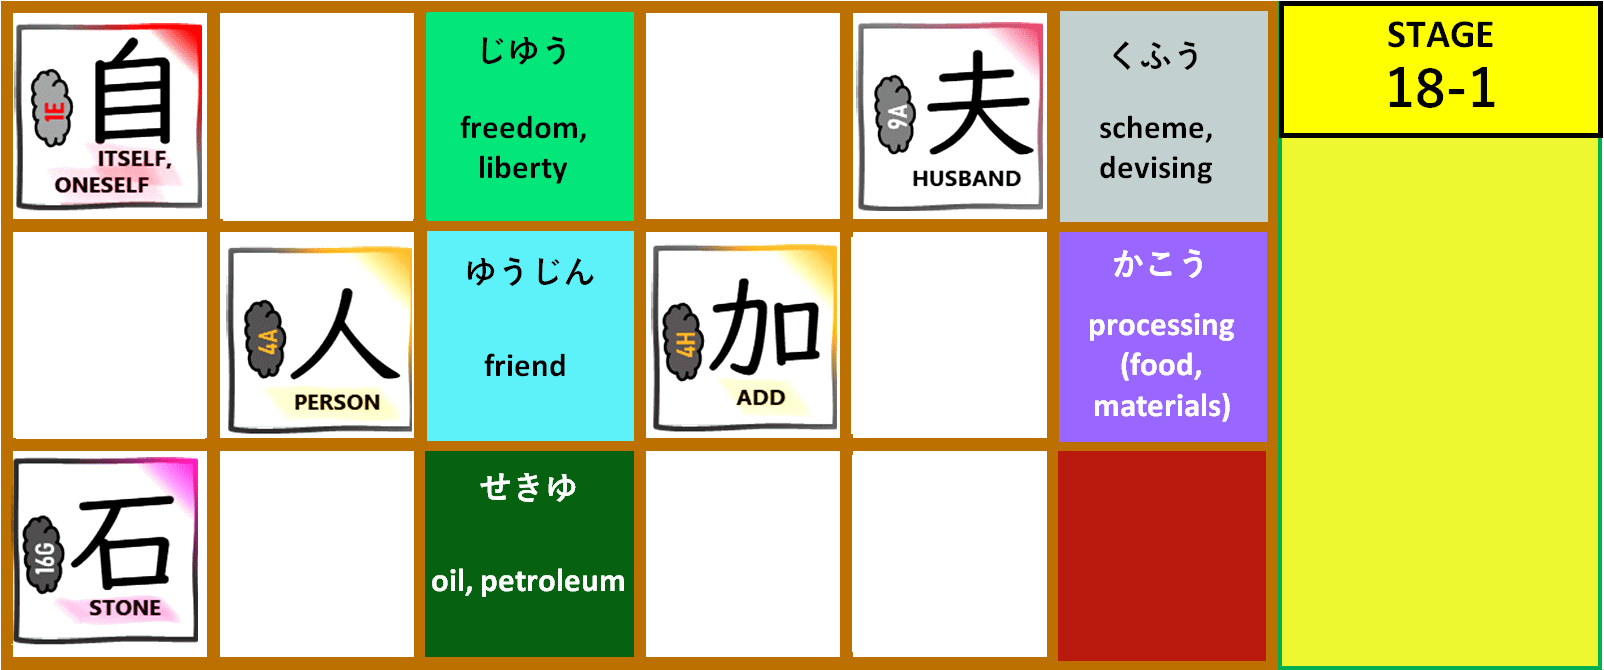 1E
自
ITSELF,
ONESELF
じゆう
freedom,
liberty
9A
夫
HUSBAND
くふう
scheme,
devising
STAGE
18-1
4A
人
PERSON
ゆうじん
friend
4H
加
ADD
かこう
processing
(food,
materials)
16G
石
STONE
せきゆ
oil, petroleum